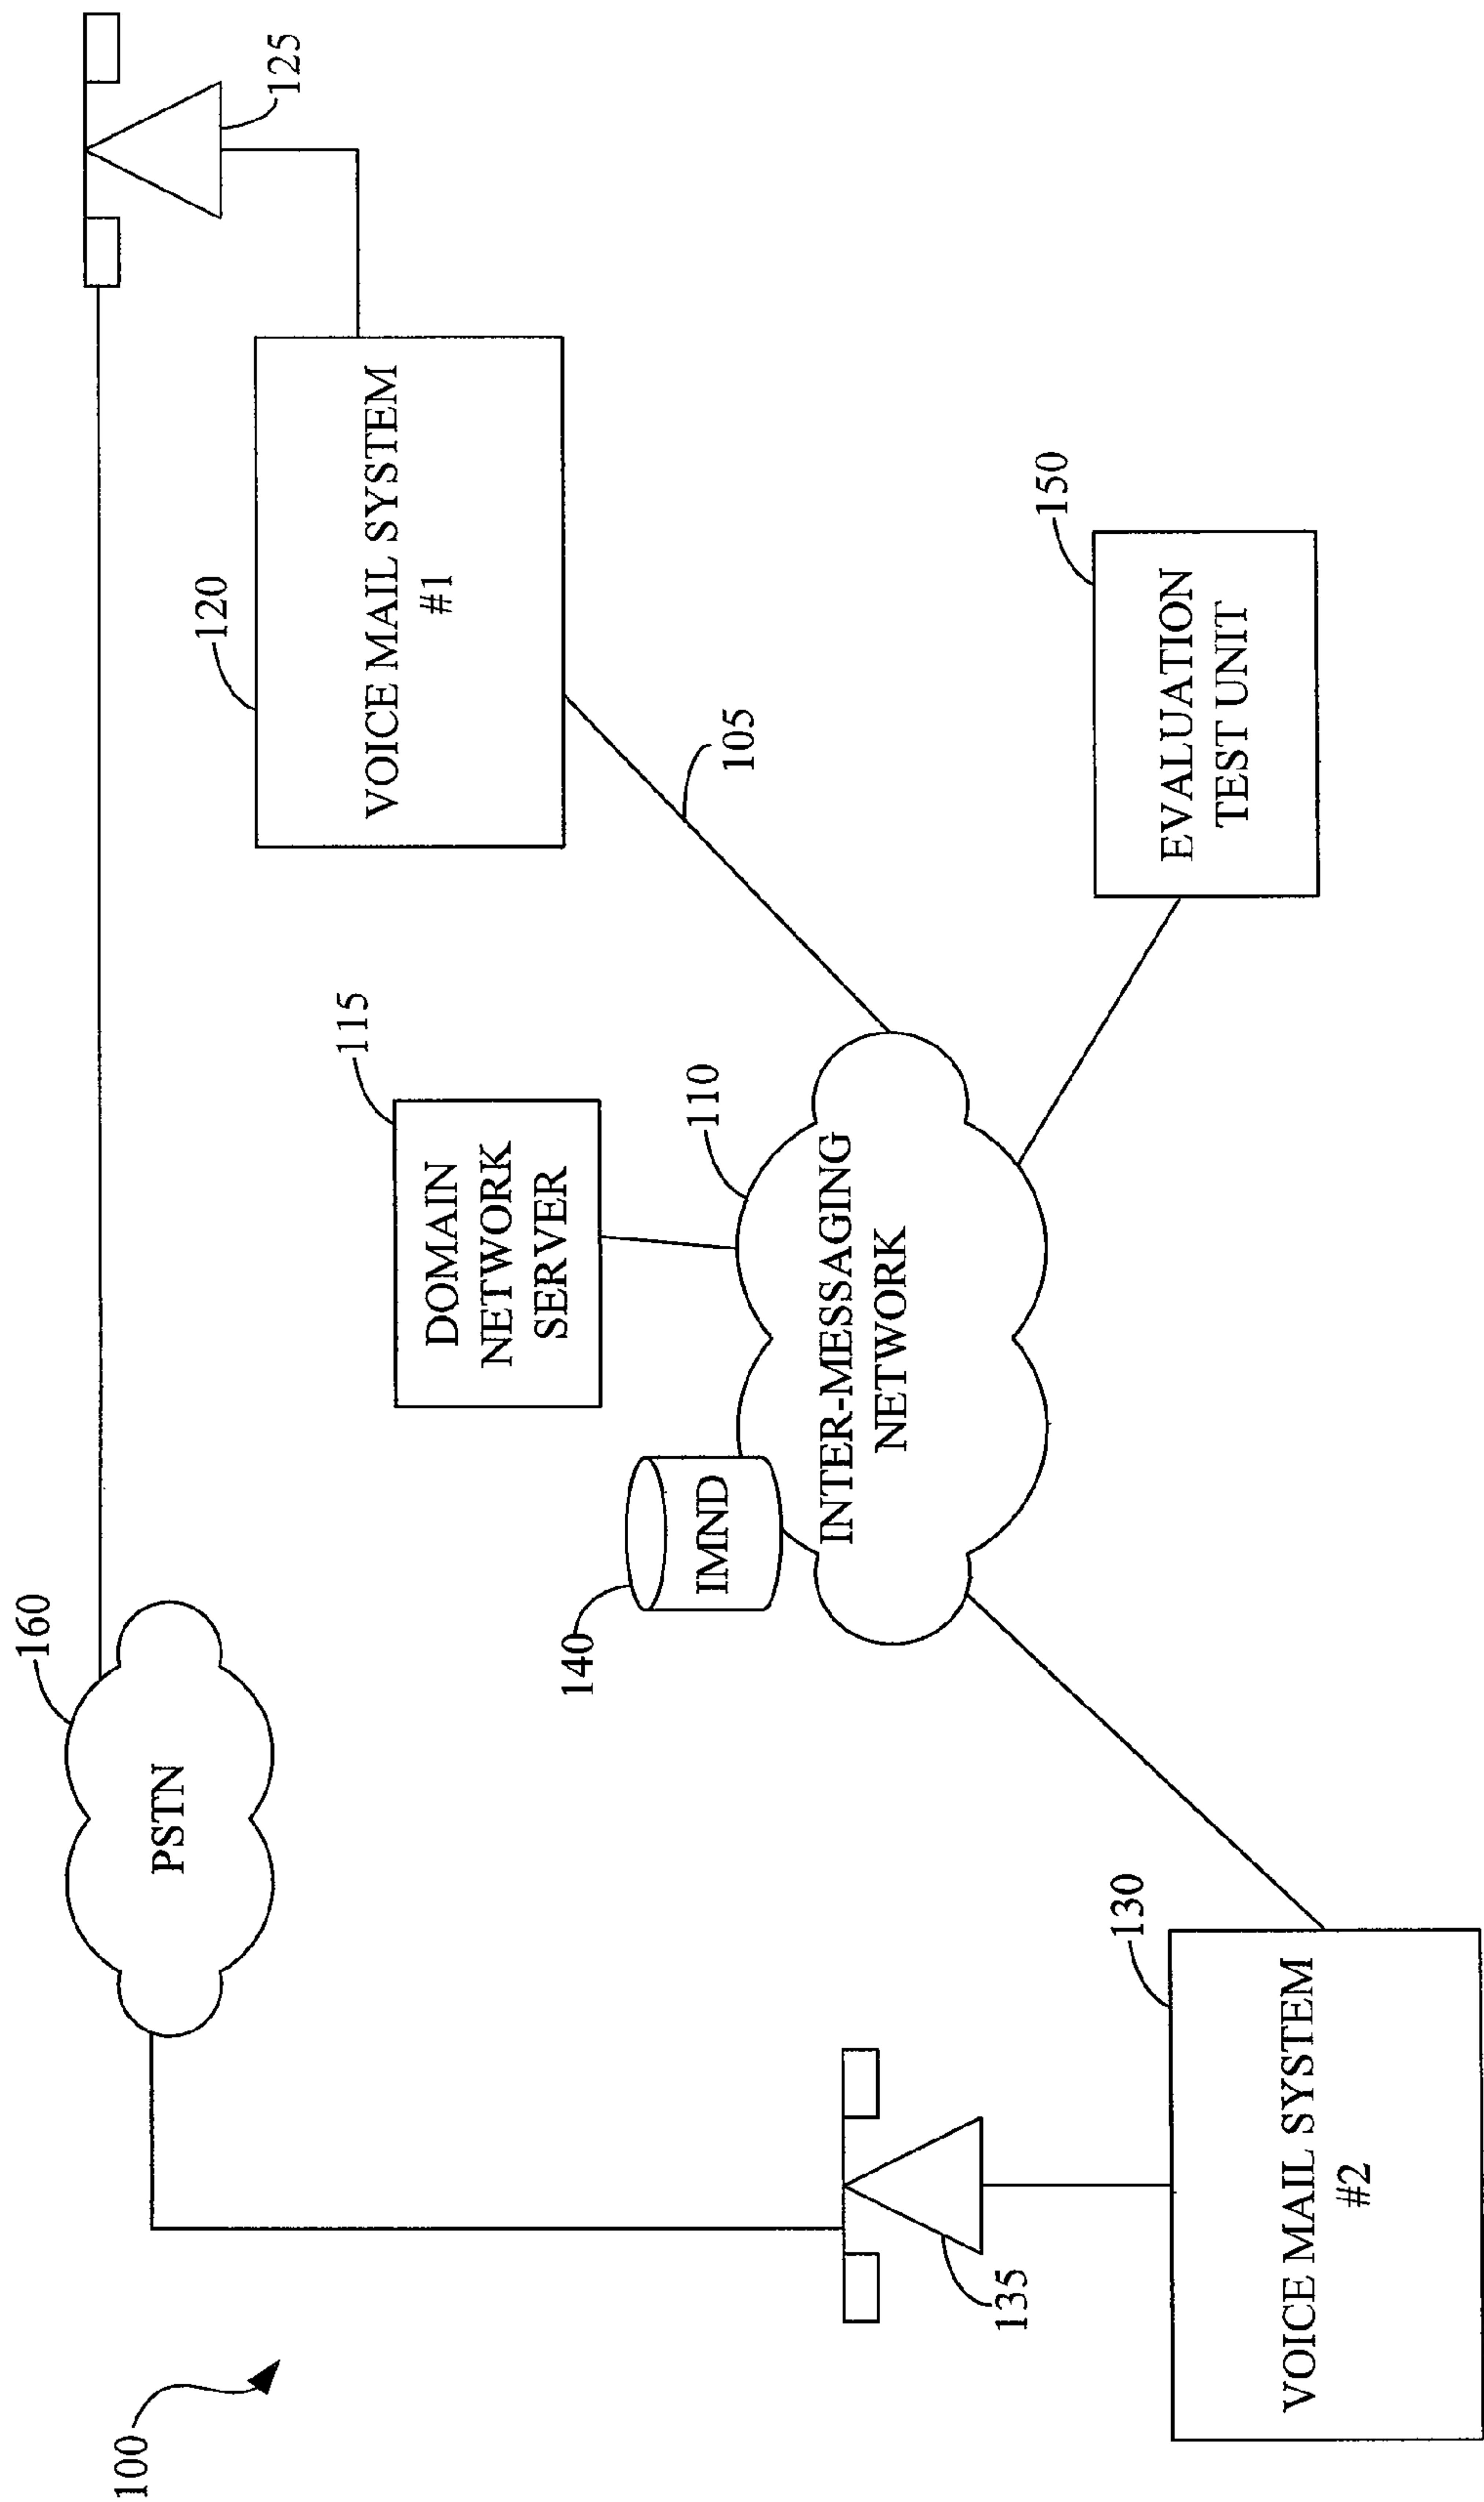 100
160
PSTN
125
120
VOICE MAIL SYSTEM
#1
115
DOMAIN
NETWORK
SERVER
105
140
IMND
110
INTER-MESSAGING
NETWORK
150
EVALUATION
TEST UNIT
135
130
VOICE MAIL SYSTEM
#2